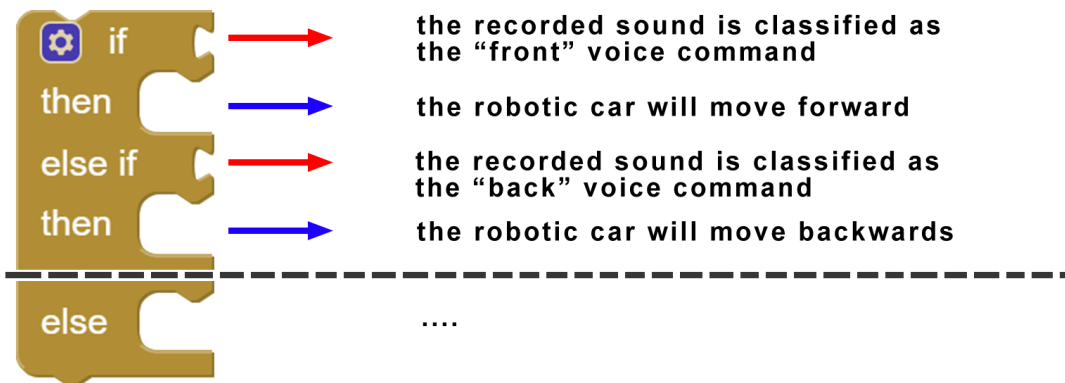 if
the recorded sound is classified as
the “front” voice command
then
the robotic car will move forward
else if
the recorded sound is classified as
the “back” voice command
then
the robotic car will move backwards
else
....